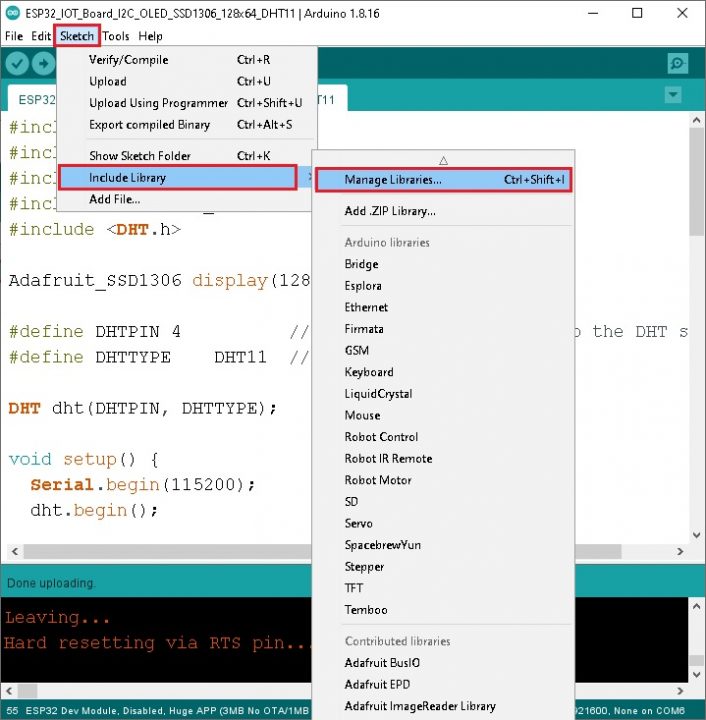 ESP32_IOT_Board_I2C_OLED_SSD1306_128x64_DHT11 | Arduino 1.8.16
File Edit Sketch Tools Help
Verify/Compile Ctrl+R
Upload Ctrl+U
Upload Using Programmer Ctrl+Shift+U
Export compiled Binary Ctrl+Alt+S
Show Sketch Folder Ctrl+K
Include Library
Add File...
Manage Libraries... Ctrl+Shift+I
Add .ZIP Library...
Arduino libraries
Bridge
Esplora
Ethernet
Firmata
GSM
Keyboard
LiquidCrystal
Mouse
Robot Control
Robot IR Remote
Robot Motor
SD
Servo
SpacebrewYun
Stepper
TFT
Temboo
Contributed libraries
Adafruit BusIO
Adafruit EPD
Adafruit ImageReader Library
ESP32 T11
#incl
#inc
#inc
#inc
#include <DHT.h>
Adafruit_SSD1306 display(128
#define DHTPIN 4 // o the DHT s
#define DHTTYPE DHT11 //
DHT dht(DHTPIN, DHTTYPE);
void setup() {
Serial.begin(115200);
dht.begin();
Done uploading.
Leaving...
Hard resetting via RTS pin...
55 ESP32 Dev Module, Disabled, Huge APP (3MB No OTA/1MB 921600, None on COM6